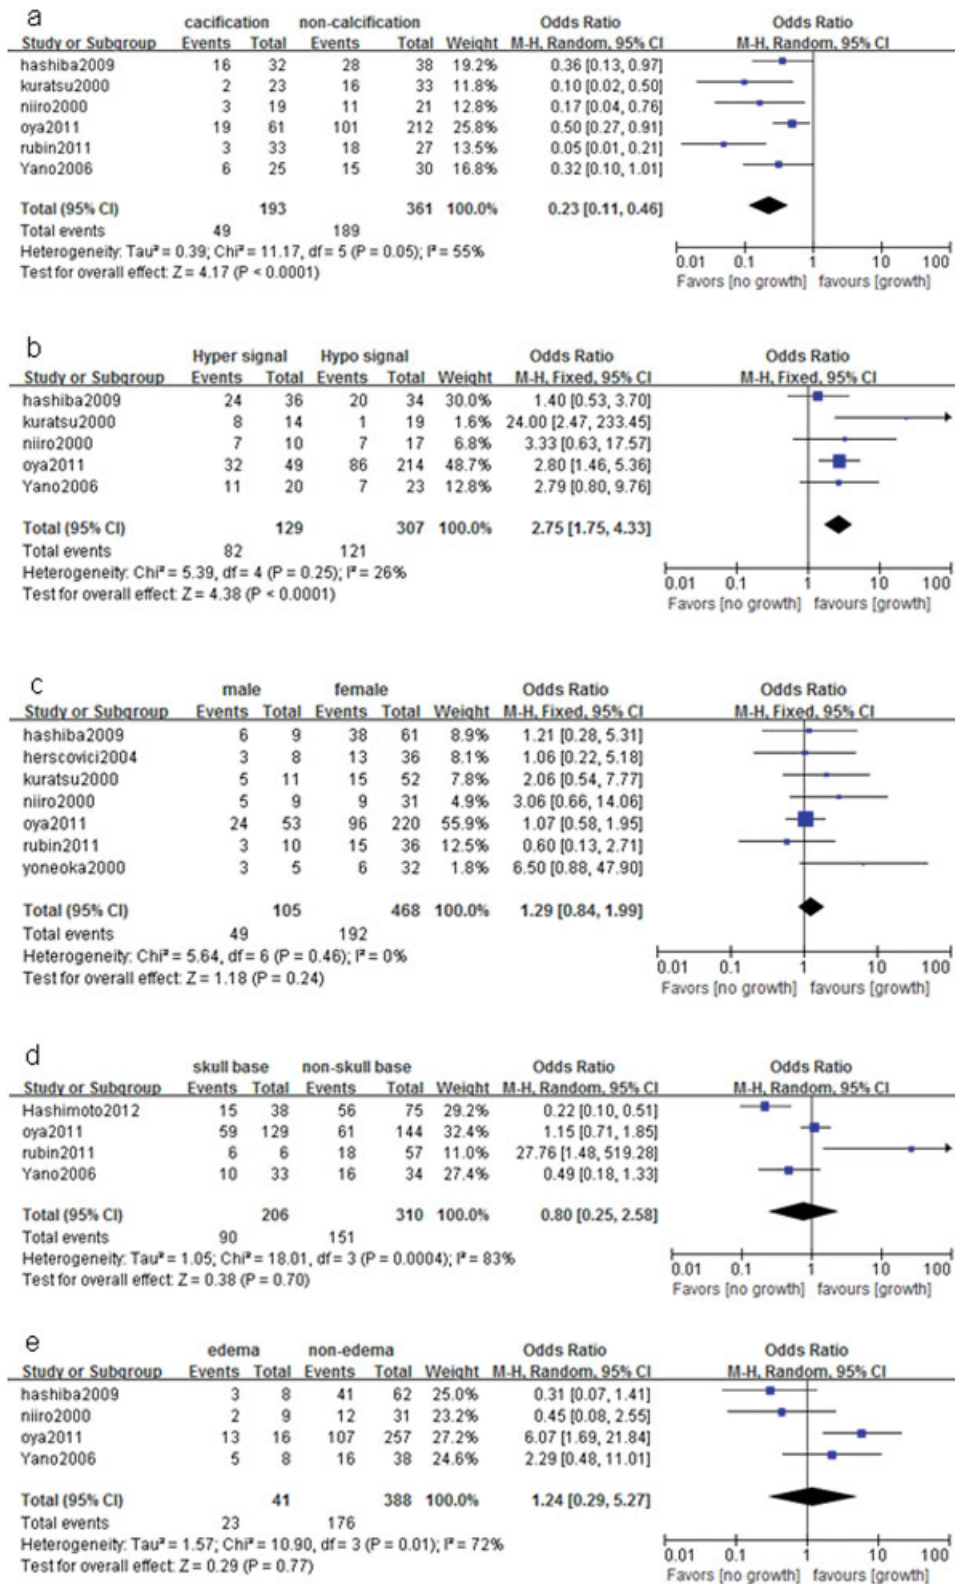 a
cacification non-calcification Odds Ratio Odds Ratio
Study or Subgroup Events Total Events Total Weight M-H, Random, 95% CI M-H, Random, 95% CI
hashiba2009 16 32 28 38 19.2% 0.36 [0.13, 0.97]
kuratsu2000 2 23 16 33 11.8% 0.10 [0.02, 0.50]
niiro2000 3 19 11 21 12.8% 0.17 [0.04, 0.76]
oya2011 19 61 101 212 25.8% 0.50 [0.27, 0.91]
rubin2011 3 33 18 27 13.5% 0.05 [0.01, 0.21]
Yano2006 6 25 15 30 16.8% 0.32 [0.10, 1.01]
Total (95% CI) 193 361 100.0% 0.23 [0.11, 0.46]
Total events 49 189
Heterogeneity: Tau² = 0.39; Chi² = 11.17, df = 5 (P = 0.05); I² = 55%
Test for overall effect: Z = 4.17 (P < 0.0001)
0.01 0.1 1 10 100
Favors [no growth] favours [growth]
b
Hyper signal Hypo signal Odds Ratio Odds Ratio
Study or Subgroup Events Total Events Total Weight M-H, Fixed, 95% CI M-H, Fixed, 95% CI
hashiba2009 24 36 20 34 30.0% 1.40 [0.53, 3.70]
kuratsu2000 8 14 1 19 1.6% 24.00 [2.47, 233.45]
niiro2000 7 10 7 17 6.8% 3.33 [0.63, 17.57]
oya2011 32 49 86 214 48.7% 2.80 [1.46, 5.36]
Yano2006 11 20 7 23 12.8% 2.79 [0.80, 9.76]
Total (95% CI) 129 307 100.0% 2.75 [1.75, 4.33]
Total events 82 121
Heterogeneity: Chi² = 5.39, df = 4 (P = 0.25); I² = 26%
Test for overall effect: Z = 4.38 (P < 0.0001)
0.01 0.1 1 10 100
Favors [no growth] favours [growth]
c
male female Odds Ratio Odds Ratio
Study or Subgroup Events Total Events Total Weight M-H, Fixed, 95% CI M-H, Fixed, 95% CI
hashiba2009 6 9 38 61 8.9% 1.21 [0.28, 5.31]
herscovici2004 3 8 13 36 8.1% 1.06 [0.22, 5.18]
kuratsu2000 5 11 15 52 7.8% 2.06 [0.54, 7.77]
niiro2000 5 9 9 31 4.9% 3.06 [0.66, 14.06]
oya2011 24 53 96 220 55.9% 1.07 [0.58, 1.95]
rubin2011 3 10 15 36 12.5% 0.60 [0.13, 2.71]
yoneoka2000 3 5 6 32 1.8% 6.50 [0.88, 47.90]
Total (95% CI) 105 468 100.0% 1.29 [0.84, 1.99]
Total events 49 192
Heterogeneity: Chi² = 5.64, df = 6 (P = 0.46); I² = 0%
Test for overall effect: Z = 1.18 (P = 0.24)
0.01 0.1 1 10 100
Favors [no growth] favours [growth]
d
skull base non-skull base Odds Ratio Odds Ratio
Study or Subgroup Events Total Events Total Weight M-H, Random, 95% CI M-H, Random, 95% CI
Hashimoto2012 15 38 56 75 29.2% 0.22 [0.10, 0.51]
oya2011 59 129 61 144 32.4% 1.15 [0.71, 1.85]
rubin2011 6 6 18 57 11.0% 27.76 [1.48, 519.28]
Yano2006 10 33 16 34 27.4% 0.49 [0.18, 1.33]
Total (95% CI) 206 310 100.0% 0.80 [0.25, 2.58]
Total events 90 151
Heterogeneity: Tau² = 1.05; Chi² = 18.01, df = 3 (P = 0.0004); I² = 83%
Test for overall effect: Z = 0.38 (P = 0.70)
0.01 0.1 1 10 100
Favors [no growth] favours [growth]
e
edema non-edema Odds Ratio Odds Ratio
Study or Subgroup Events Total Events Total Weight M-H, Random, 95% CI M-H, Random, 95% CI
hashiba2009 3 8 41 62 25.0% 0.31 [0.07, 1.41]
niiro2000 2 9 12 31 23.2% 0.45 [0.08, 2.55]
oya2011 13 16 107 257 27.2% 6.07 [1.69, 21.84]
Yano2006 5 8 16 38 24.6% 2.29 [0.48, 11.01]
Total (95% CI) 41 388 100.0% 1.24 [0.29, 5.27]
Total events 23 176
Heterogeneity: Tau² = 1.57; Chi² = 10.90, df = 3 (P = 0.01); I² = 72%
Test for overall effect: Z = 0.29 (P = 0.77)
0.01 0.1 1 10 100
Favors [no growth] favours [growth]